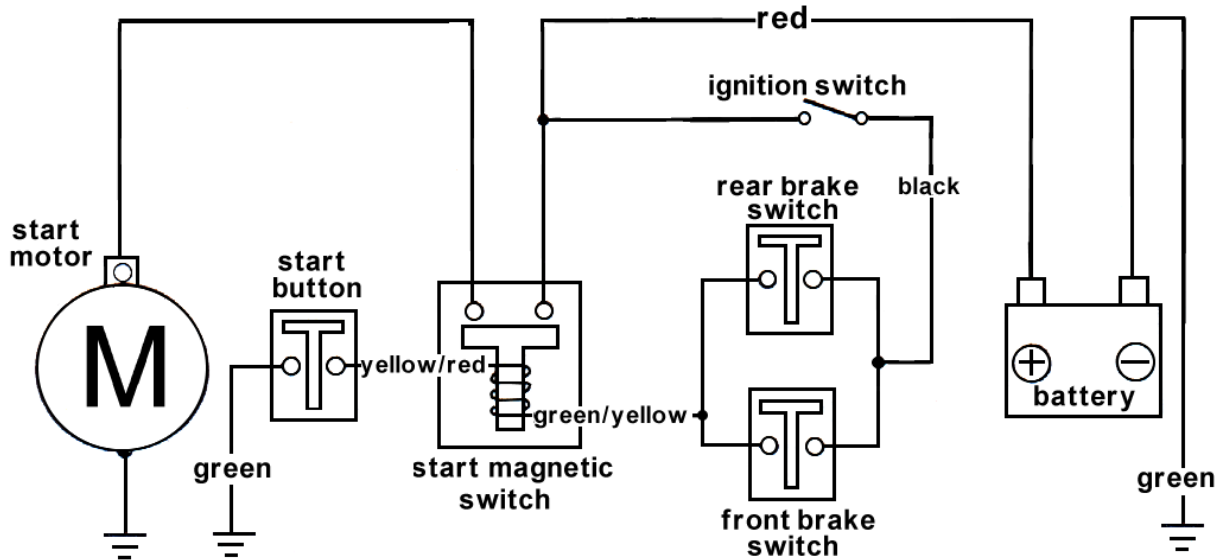 red
ignition switch
rear brake
switch
black
start
motor
start
button
M
yellow/red
green/yellow
+
−
battery
green
start magnetic
switch
front brake
switch
green